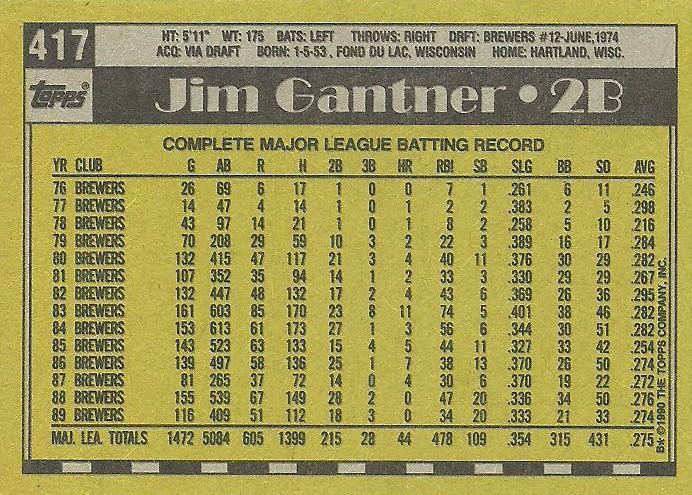 417
HT: 5'11" WT: 175 BATS: LEFT THROWS: RIGHT DRFT: BREWERS #12-JUNE, 1974
ACQ: VIA DRAFT BORN: 1-5-53, FOND DU LAC, WISCONSIN HOME: HARTLAND, WISC.
TOPPS®
Jim Gantner • 2B
COMPLETE MAJOR LEAGUE BATTING RECORD
YR CLUB G AB R H 2B 3B HR RBI SB SLG BB SO AVG
76 BREWERS 26 69 6 17 1 0 0 7 1 .261 6 11 .246
77 BREWERS 14 47 4 14 1 0 1 2 2 .383 2 5 .298
78 BREWERS 43 97 14 21 1 0 1 8 2 .258 5 10 .216
79 BREWERS 70 208 29 59 10 3 2 22 3 .389 16 17 .284
80 BREWERS 132 415 47 117 21 3 4 40 11 .376 30 29 .282
81 BREWERS 107 352 35 94 14 1 2 33 3 .330 29 29 .267
82 BREWERS 132 447 48 132 17 2 4 43 6 .369 26 36 .295
83 BREWERS 161 603 85 170 23 8 11 74 5 .401 38 46 .282
84 BREWERS 153 613 61 173 27 1 3 56 6 .344 30 51 .282
85 BREWERS 143 523 63 133 15 4 5 44 11 .327 33 42 .254
86 BREWERS 139 497 58 136 25 1 7 38 13 .370 26 50 .274
87 BREWERS 81 265 37 72 14 0 4 30 6 .370 19 22 .272
88 BREWERS 155 539 67 149 28 2 0 47 20 .336 34 50 .276
89 BREWERS 116 409 51 112 18 3 0 34 20 .333 21 33 .274
MAJ. LEA. TOTALS 1472 5084 605 1399 215 28 44 478 109 .354 315 431 .275
B* ©1990 THE TOPPS COMPANY, INC.